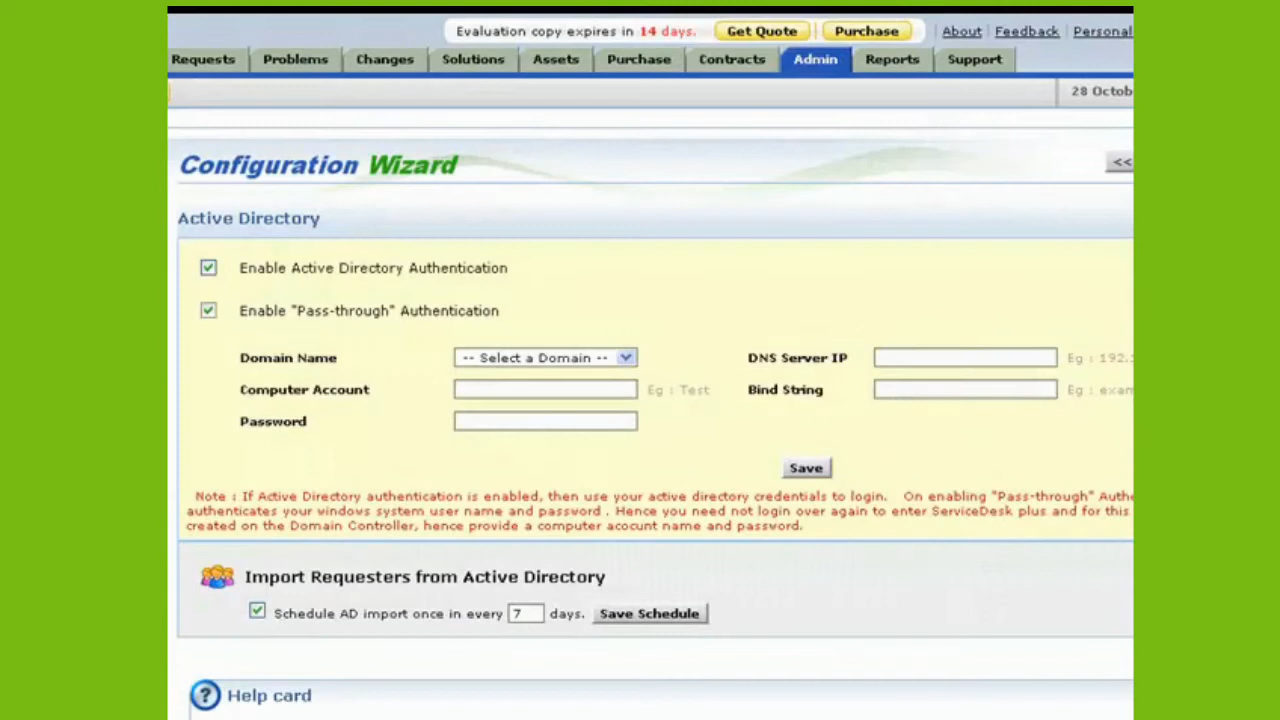 Evaluation copy expires in 14 days. Get Quote Purchase About Feedback Personal
Requests Problems Changes Solutions Assets Purchase Contracts Admin Reports Support
28 Octob
Configuration Wizard <<
Active Directory
Enable Active Directory Authentication
Enable "Pass-through" Authentication
Domain Name -- Select a Domain -- DNS Server IP Eg : 192.
Computer Account Eg : Test Bind String Eg : exam
Password
Save
Note : If Active Directory authentication is enabled, then use your active directory credentials to login. On enabling "Pass-through" Authe
authenticates your windows system user name and password . Hence you need not login over again to enter ServiceDesk plus and for this
created on the Domain Controller, hence provide a computer acocunt name and password.
Import Requesters from Active Directory
Schedule AD import once in every 7 days. Save Schedule
? Help card